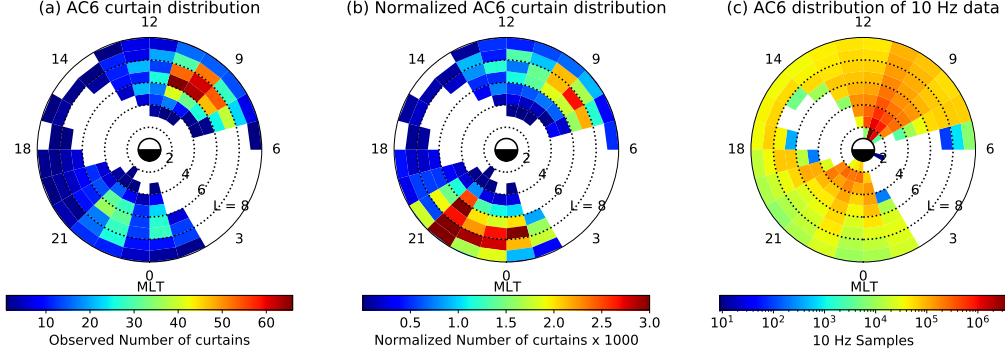 (a) AC6 curtain distribution
12
14
9
18
6
2
4
6
L = 8
21
3
0
MLT
10 20 30 40 50 60
Observed Number of curtains
(b) Normalized AC6 curtain distribution
12
14
9
18
6
2
4
6
L = 8
21
3
0
MLT
0.5 1.0 1.5 2.0 2.5 3.0
Normalized Number of curtains x 1000
(c) AC6 distribution of 10 Hz data
12
14
9
18
6
2
4
6
L = 8
21
3
0
MLT
10¹ 10² 10³ 10⁴ 10⁵ 10⁶
10 Hz Samples